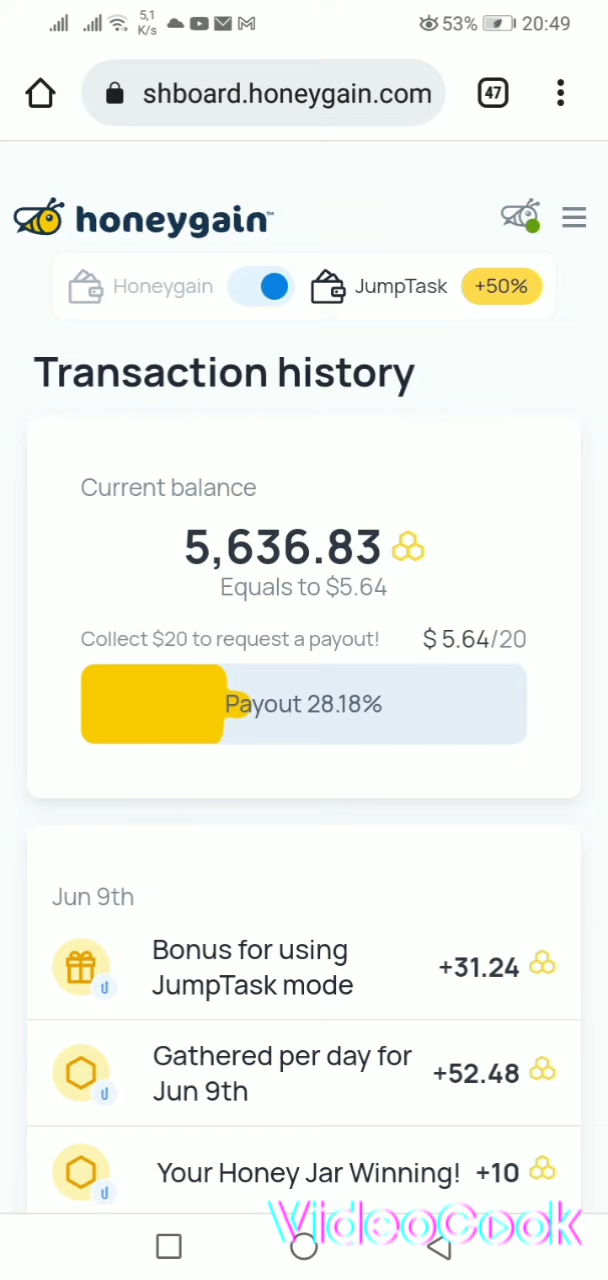 5,1
K/s
53%
20:49
shboard.honeygain.com
47
honeygain™
Honeygain
JumpTask
+50%
Transaction history
Current balance
5,636.83
Equals to $5.64
Collect $20 to request a payout! $ 5.64/20
Payout 28.18%
Jun 9th
Bonus for using
JumpTask mode
+31.24
Gathered per day for
Jun 9th
+52.48
Your Honey Jar Winning! +10
VideoCook